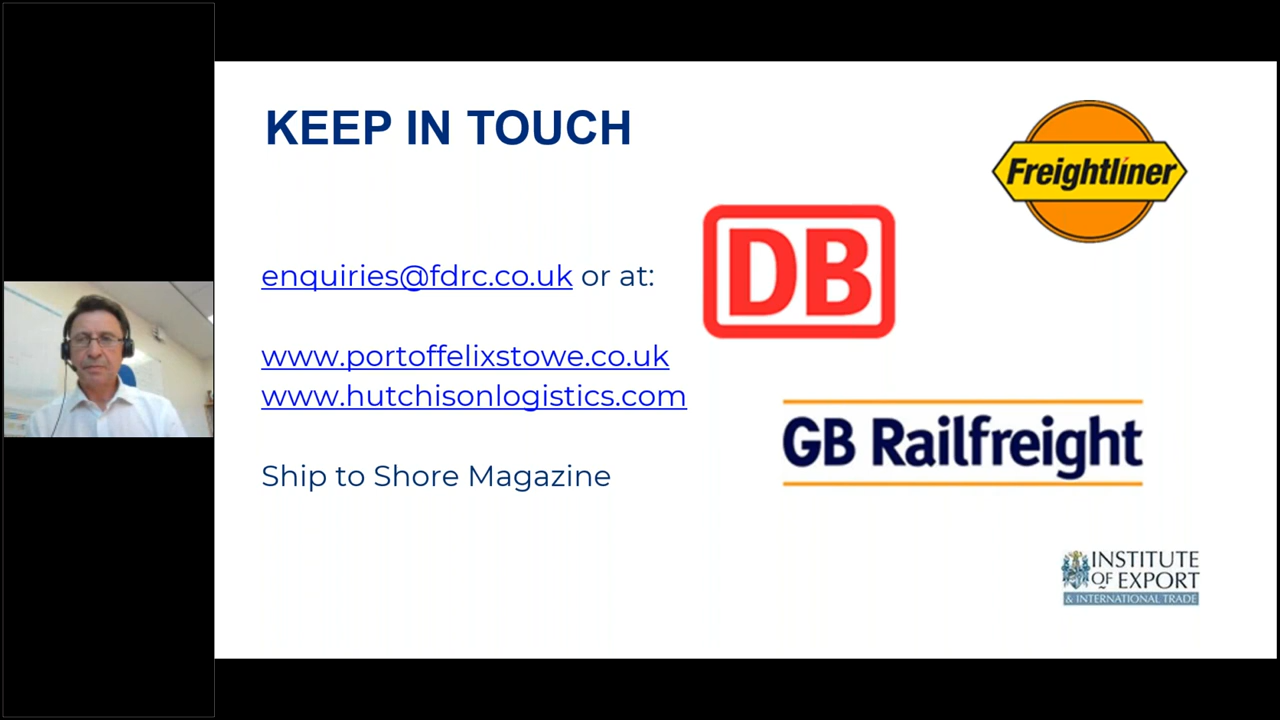 KEEP IN TOUCH
Freightliner
DB
enquiries@fdrc.co.uk or at:
www.portoffelixstowe.co.uk
www.hutchisonlogistics.com
GB Railfreight
Ship to Shore Magazine
INSTITUTE
OF EXPORT
& INTERNATIONAL TRADE